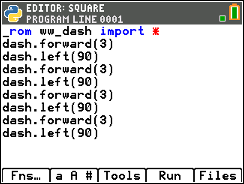 EDITOR: SQUARE
PROGRAM LINE 0001
_rom ww_dash import *
dash.forward(3)
dash.left(90)
dash.forward(3)
dash.left(90)
dash.forward(3)
dash.left(90)
dash.forward(3)
dash.left(90)
Fns… a A # Tools Run Files